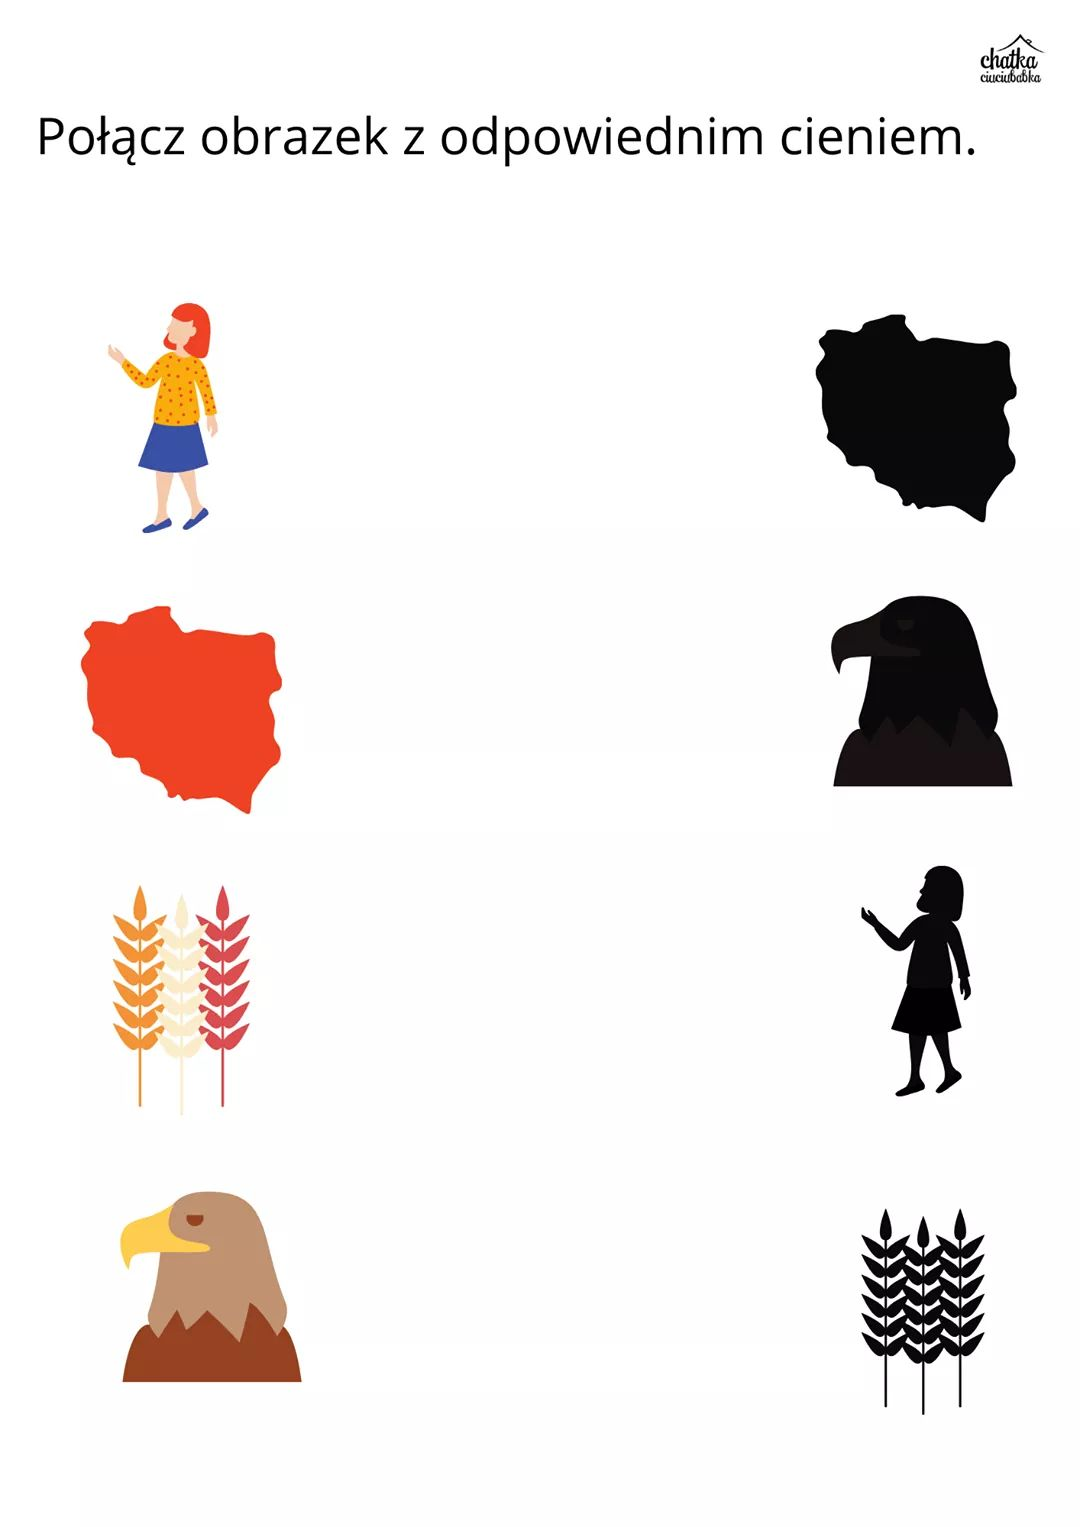 chatka
ciuciubabka
Połącz obrazek z odpowiednim cieniem.